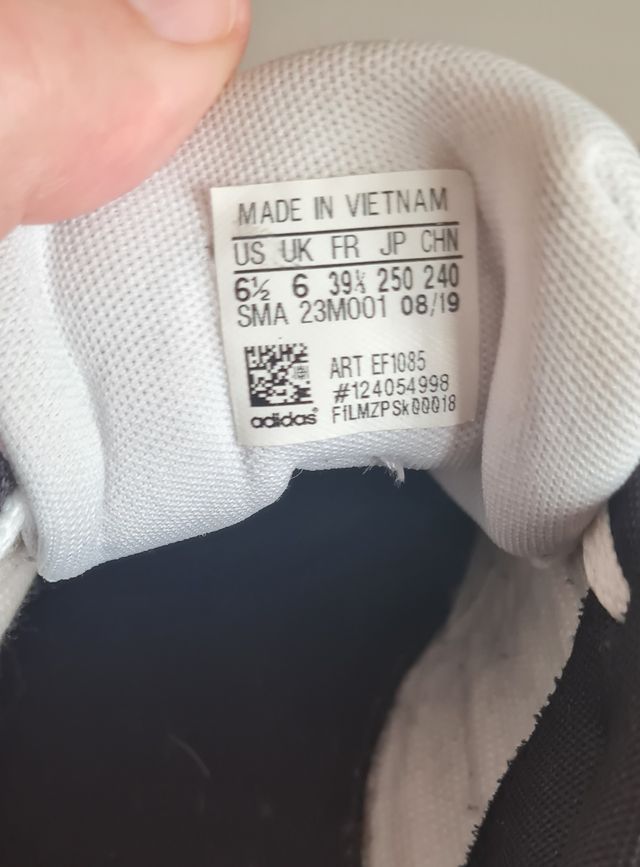 MADE IN VIETNAM
US UK FR JP CHN
6½ 6 39⅓ 250 240
SMA 23M001 08/19
ART EF1085
#124054998
adidas® FfLMZPSk00018